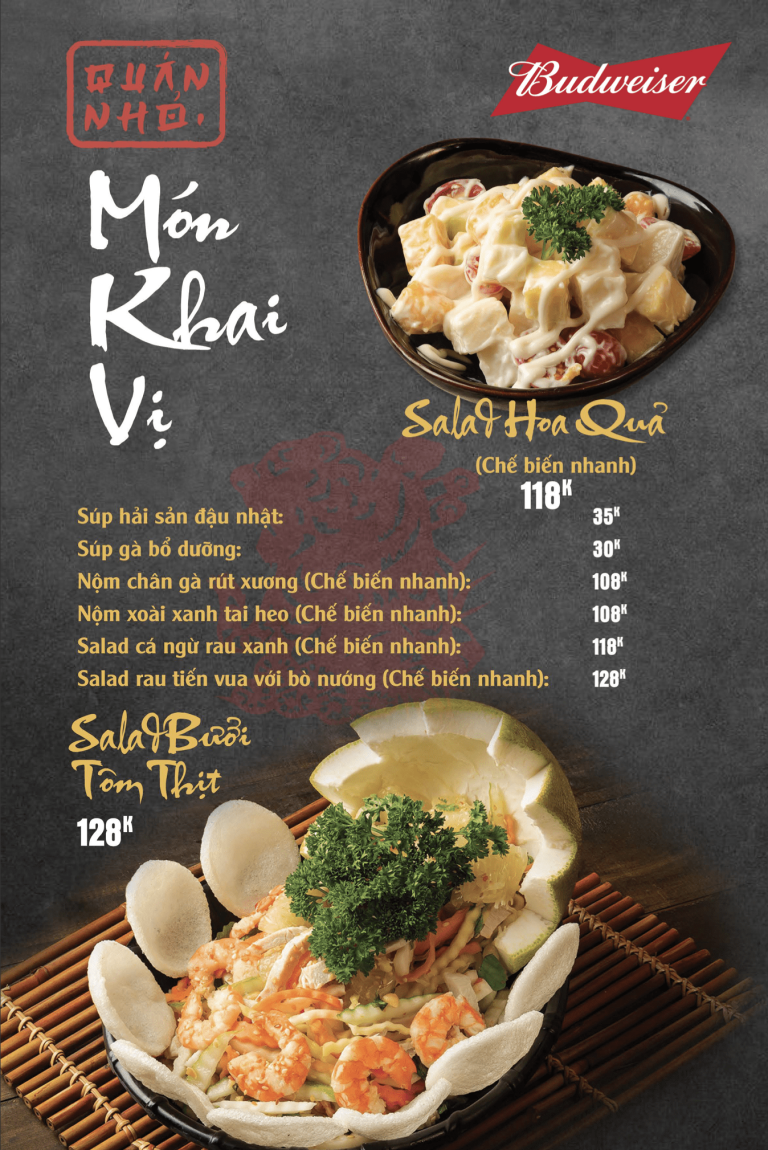 QUÁN
NHỎ.
Budweiser
Món
Khai
Vị
Salad Hoa Quả
(Chế biến nhanh)
118K
Súp hải sản đậu nhật: 35K
Súp gà bổ dưỡng: 30K
Nộm chân gà rút xương (Chế biến nhanh): 108K
Nộm xoài xanh tai heo (Chế biến nhanh): 108K
Salad cá ngừ rau xanh (Chế biến nhanh): 118K
Salad rau tiến vua với bò nướng (Chế biến nhanh): 128K
Salad Bưởi
Tôm Thịt
128K